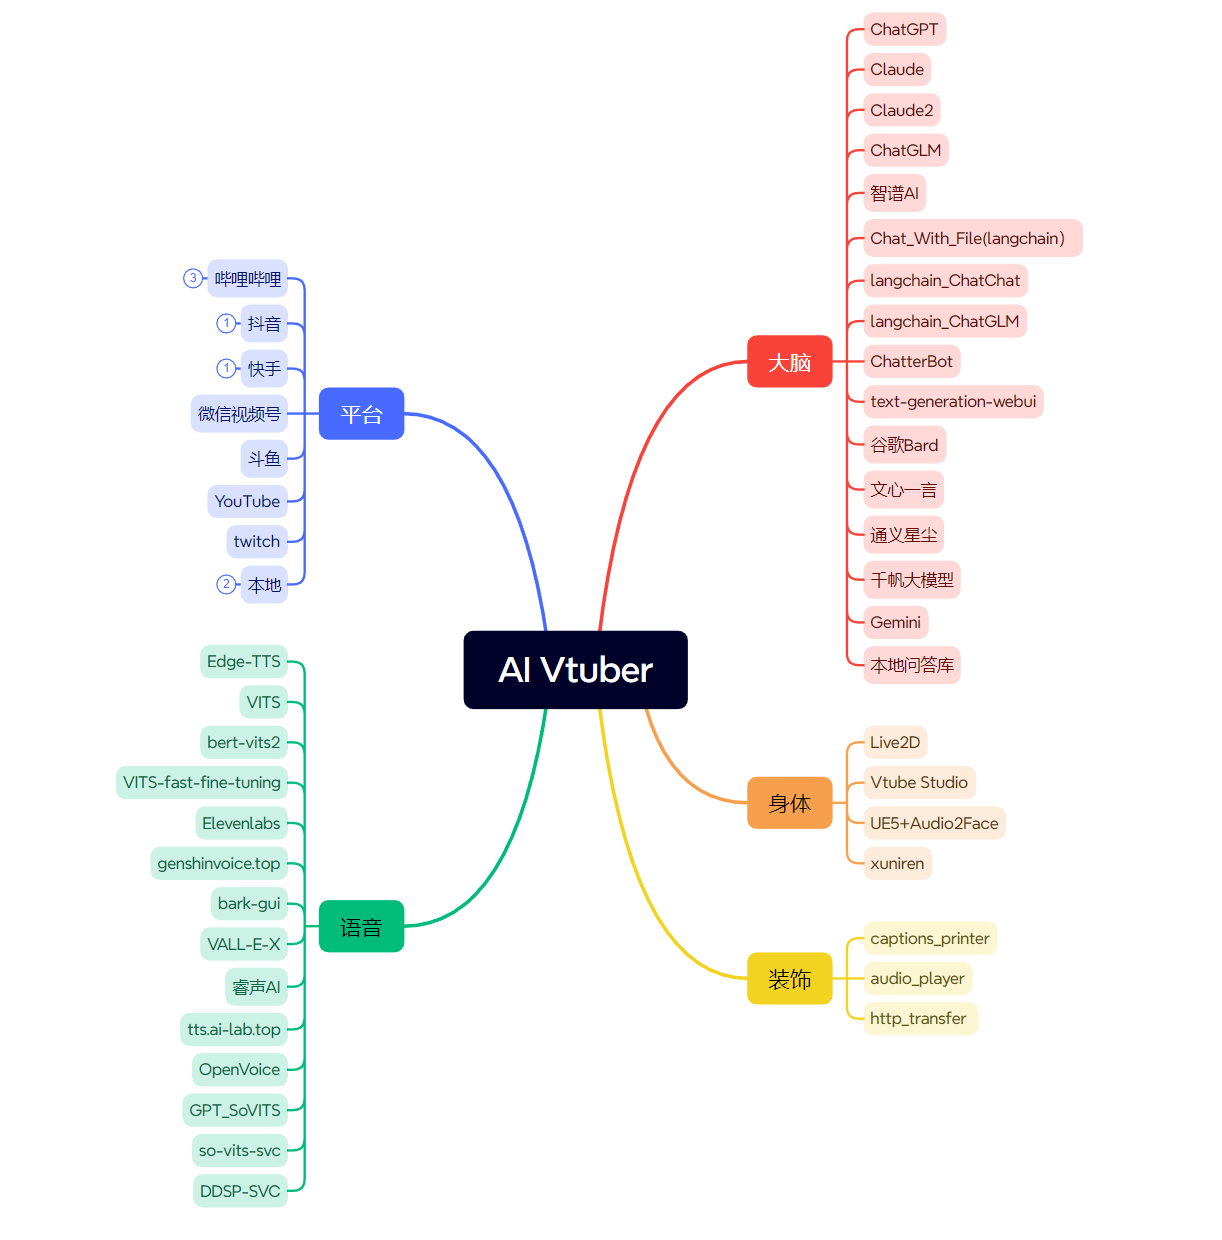 AI Vtuber
大脑
ChatGPT
Claude
Claude2
ChatGLM
智谱AI
Chat_With_File(langchain）
langchain_ChatChat
langchain_ChatGLM
ChatterBot
text-generation-webui
谷歌Bard
文心一言
通义星尘
千帆大模型
Gemini
本地问答库
身体
Live2D
Vtube Studio
UE5+Audio2Face
xuniren
装饰
captions_printer
audio_player
http_transfer
平台
哔哩哔哩
3
抖音
1
快手
1
微信视频号
斗鱼
YouTube
twitch
本地
2
语音
Edge-TTS
VITS
bert-vits2
VITS-fast-fine-tuning
Elevenlabs
genshinvoice.top
bark-gui
VALL-E-X
睿声AI
tts.ai-lab.top
OpenVoice
GPT_SoVITS
so-vits-svc
DDSP-SVC